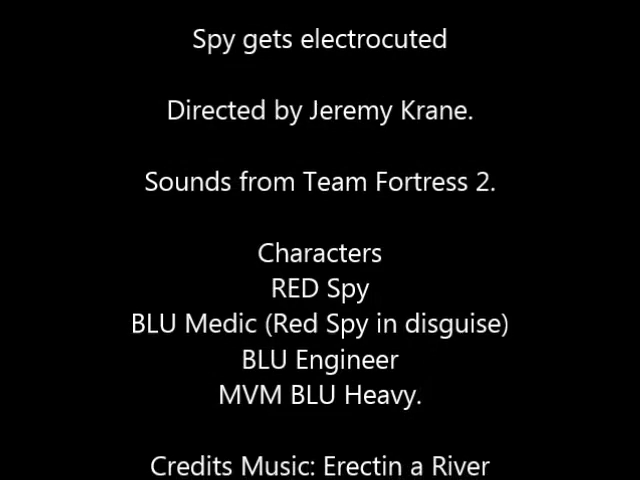 Spy gets electrocuted
Directed by Jeremy Krane.
Sounds from Team Fortress 2.
Characters
RED Spy
BLU Medic (Red Spy in disguise)
BLU Engineer
MVM BLU Heavy.
Credits Music: Erectin a River